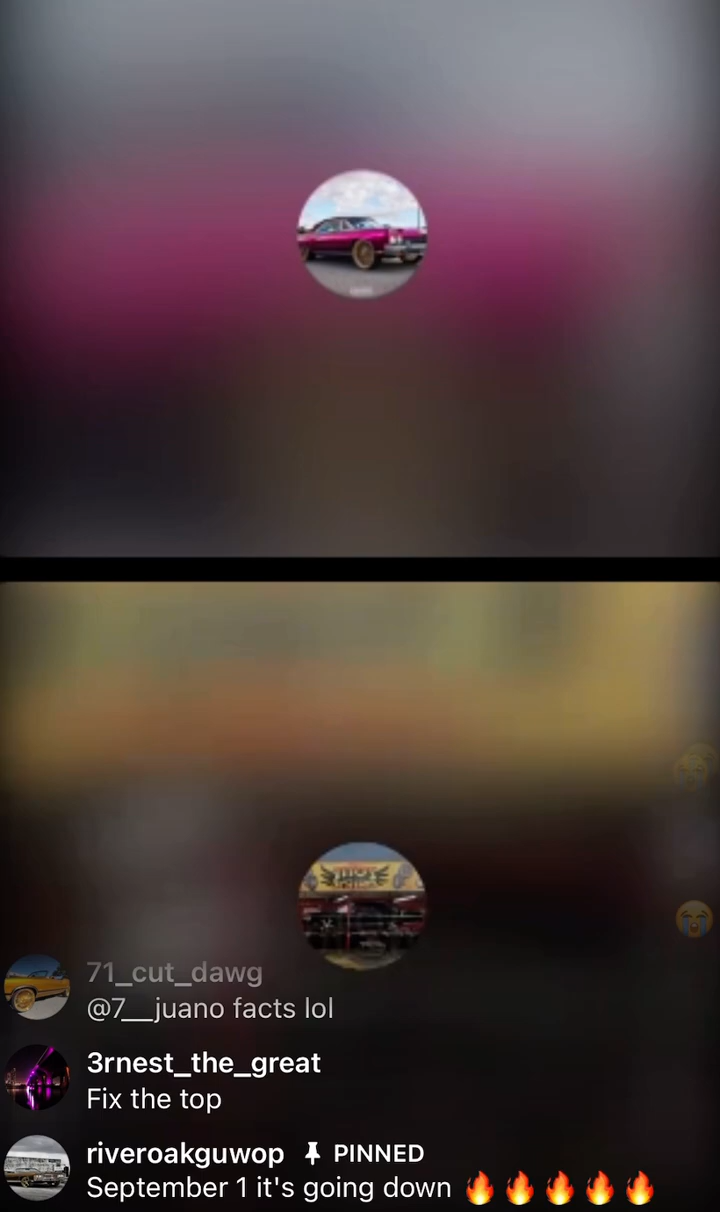 71_cut_dawg
@7__juano facts lol
3rnest_the_great
Fix the top
riveroakguwop PINNED
September 1 it's going down 🔥🔥🔥🔥🔥